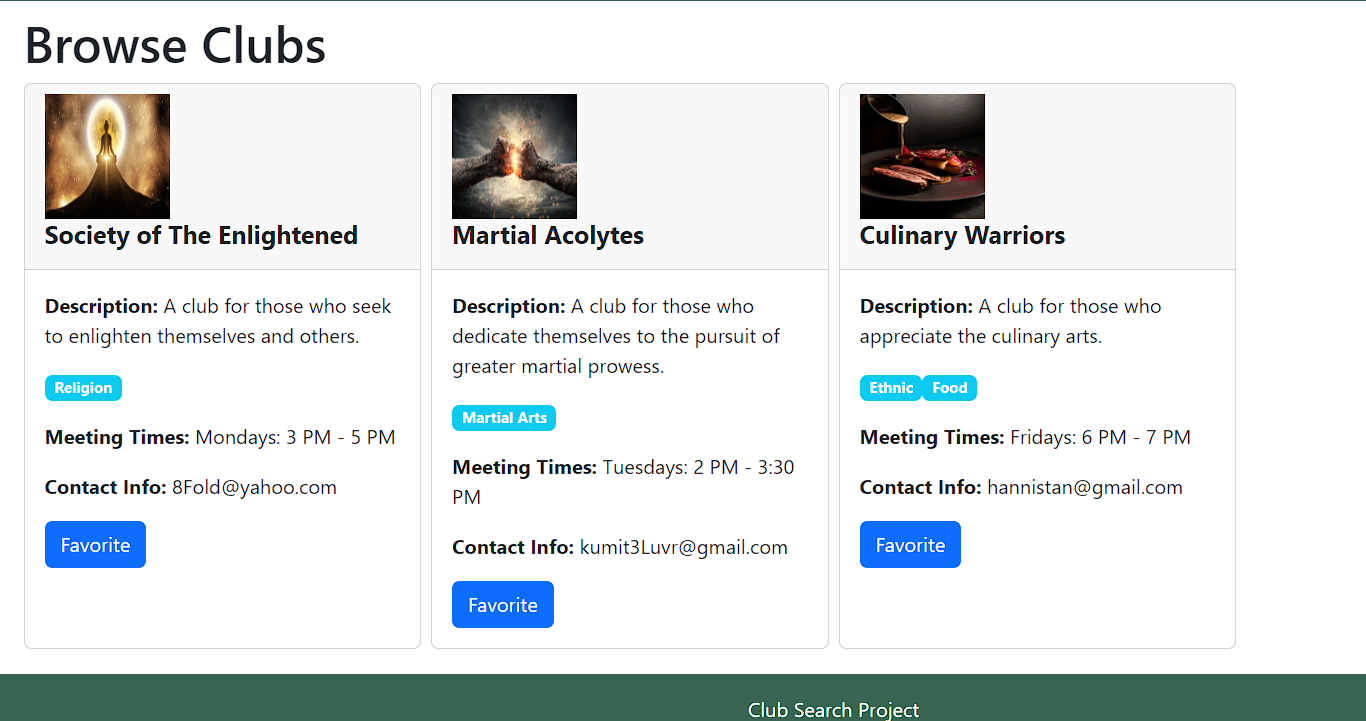 Browse Clubs
Society of The Enlightened
Description: A club for those who seek
to enlighten themselves and others.
Religion
Meeting Times: Mondays: 3 PM - 5 PM
Contact Info: 8Fold@yahoo.com
Favorite
Martial Acolytes
Description: A club for those who
dedicate themselves to the pursuit of
greater martial prowess.
Martial Arts
Meeting Times: Tuesdays: 2 PM - 3:30
PM
Contact Info: kumit3Luvr@gmail.com
Favorite
Culinary Warriors
Description: A club for those who
appreciate the culinary arts.
Ethnic Food
Meeting Times: Fridays: 6 PM - 7 PM
Contact Info: hannistan@gmail.com
Favorite
Club Search Project